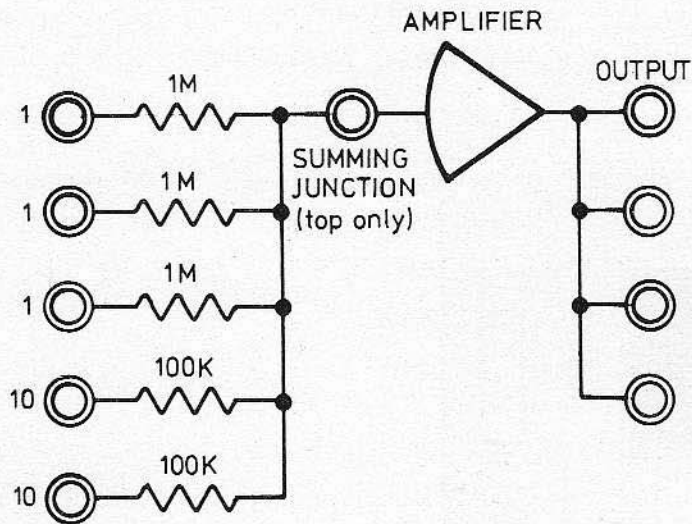 AMPLIFIER
OUTPUT
1
1M
SUMMING
JUNCTION
(top only)
1
1M
1
1M
10
100K
10
100K